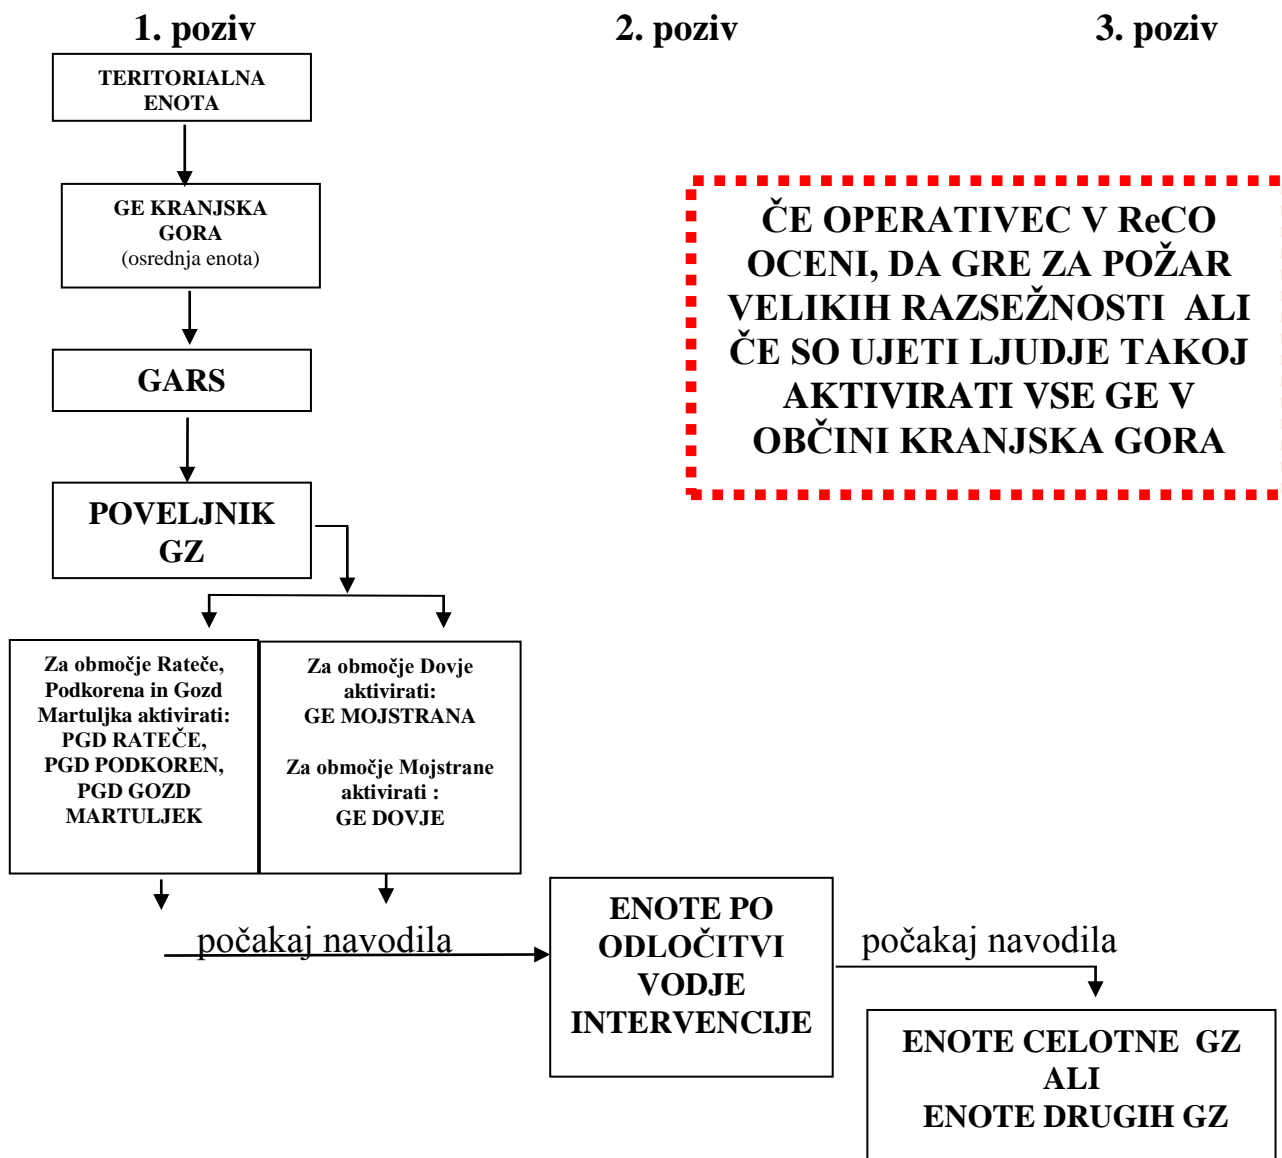 1. poziv
2. poziv
3. poziv
TERITORIALNA
ENOTA
GE KRANJSKA
GORA
(osrednja enota)
GARS
POVELJNIK
GZ
ČE OPERATIVEC V ReCO
OCENI, DA GRE ZA POŽAR
VELIKIH RAZSEŽNOSTI ALI
ČE SO UJETI LJUDJE TAKOJ
AKTIVIRATI VSE GE V
OBČINI KRANJSKA GORA
Za območje Rateče,
Podkorena in Gozd
Martuljka aktivirati:
PGD RATEČE,
PGD PODKOREN,
PGD GOZD
MARTULJEK
Za območje Dovje
aktivirati:
GE MOJSTRANA
Za območje Mojstrane
aktivirati :
GE DOVJE
počakaj navodila
ENOTE PO
ODLOČITVI
VODJE
INTERVENCIJE
počakaj navodila
ENOTE CELOTNE GZ
ALI
ENOTE DRUGIH GZ